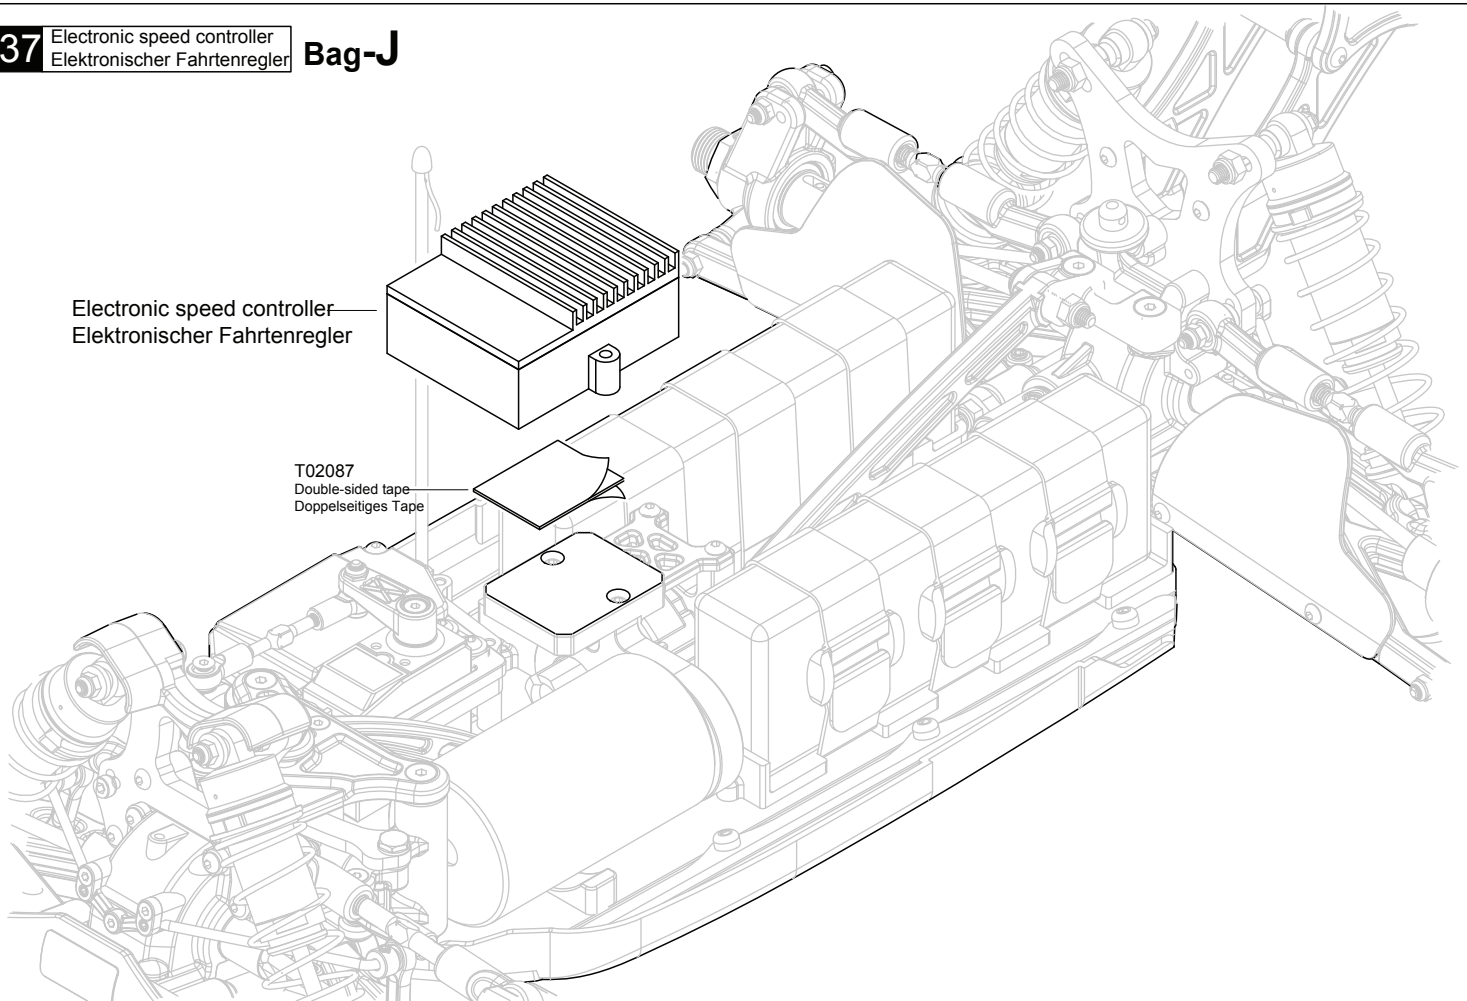 37 Electronic speed controller
Elektronischer Fahrtenregler
Bag-J
Electronic speed controller
Elektronischer Fahrtenregler
T02087
Double-sided tape
Doppelseitiges Tape